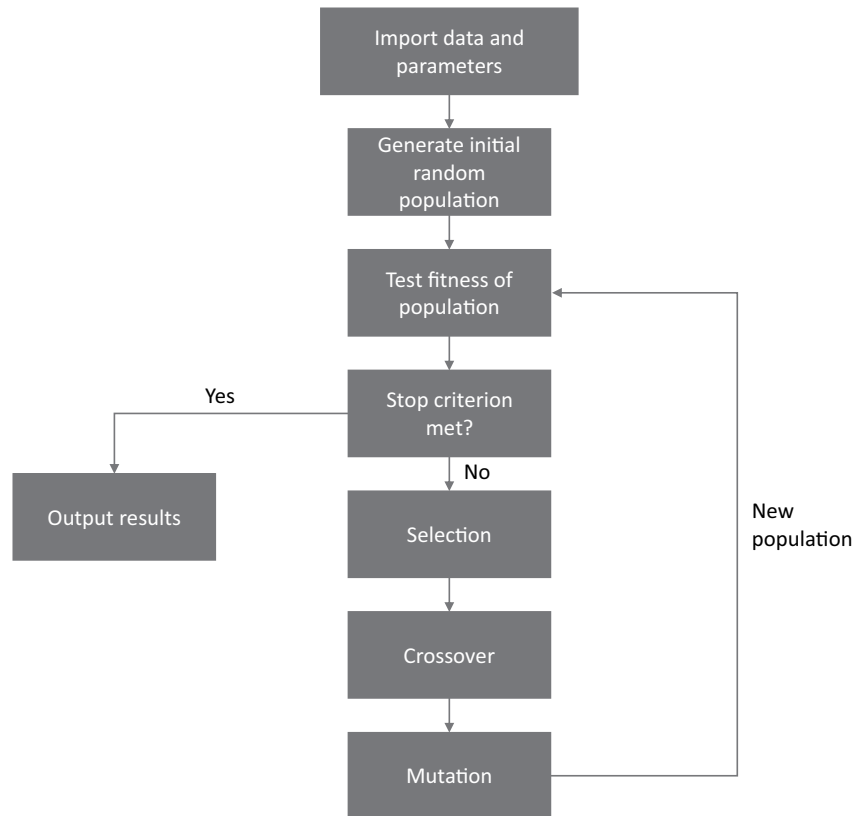 Import data and
parameters
Generate initial
random
population
Test fitness of
population
Yes
Stop criterion
met?
No
Output results
Selection
New
population
Crossover
Mutation